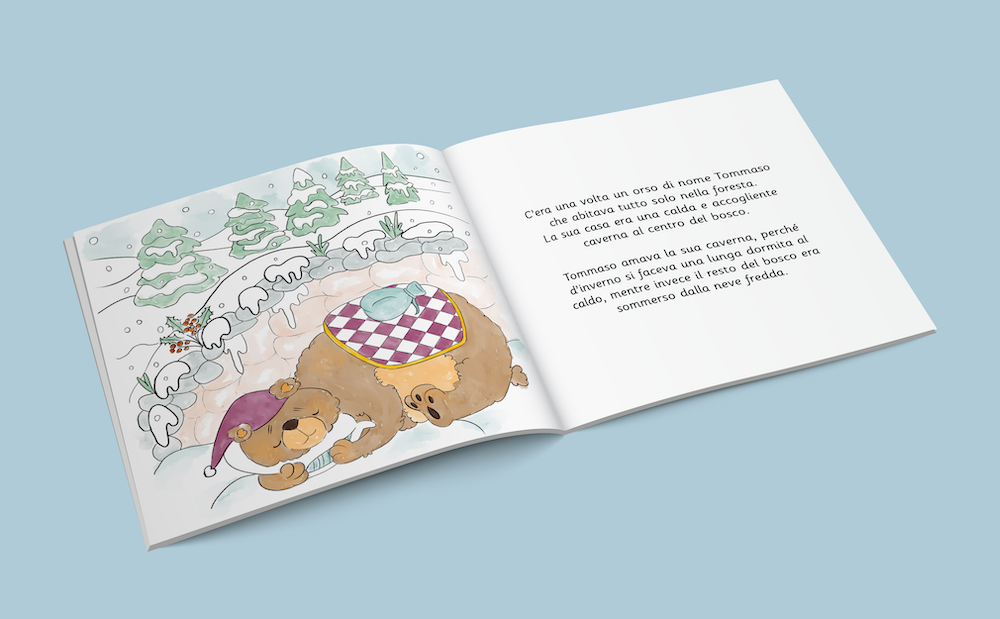 C'era una volta un orso di nome Tommaso
che abitava tutto solo nella foresta.
La sua casa era una calda e accogliente
caverna al centro del bosco.
Tommaso amava la sua caverna, perché
d'inverno si faceva una lunga dormita al
caldo, mentre invece il resto del bosco era
sommerso dalla neve fredda.